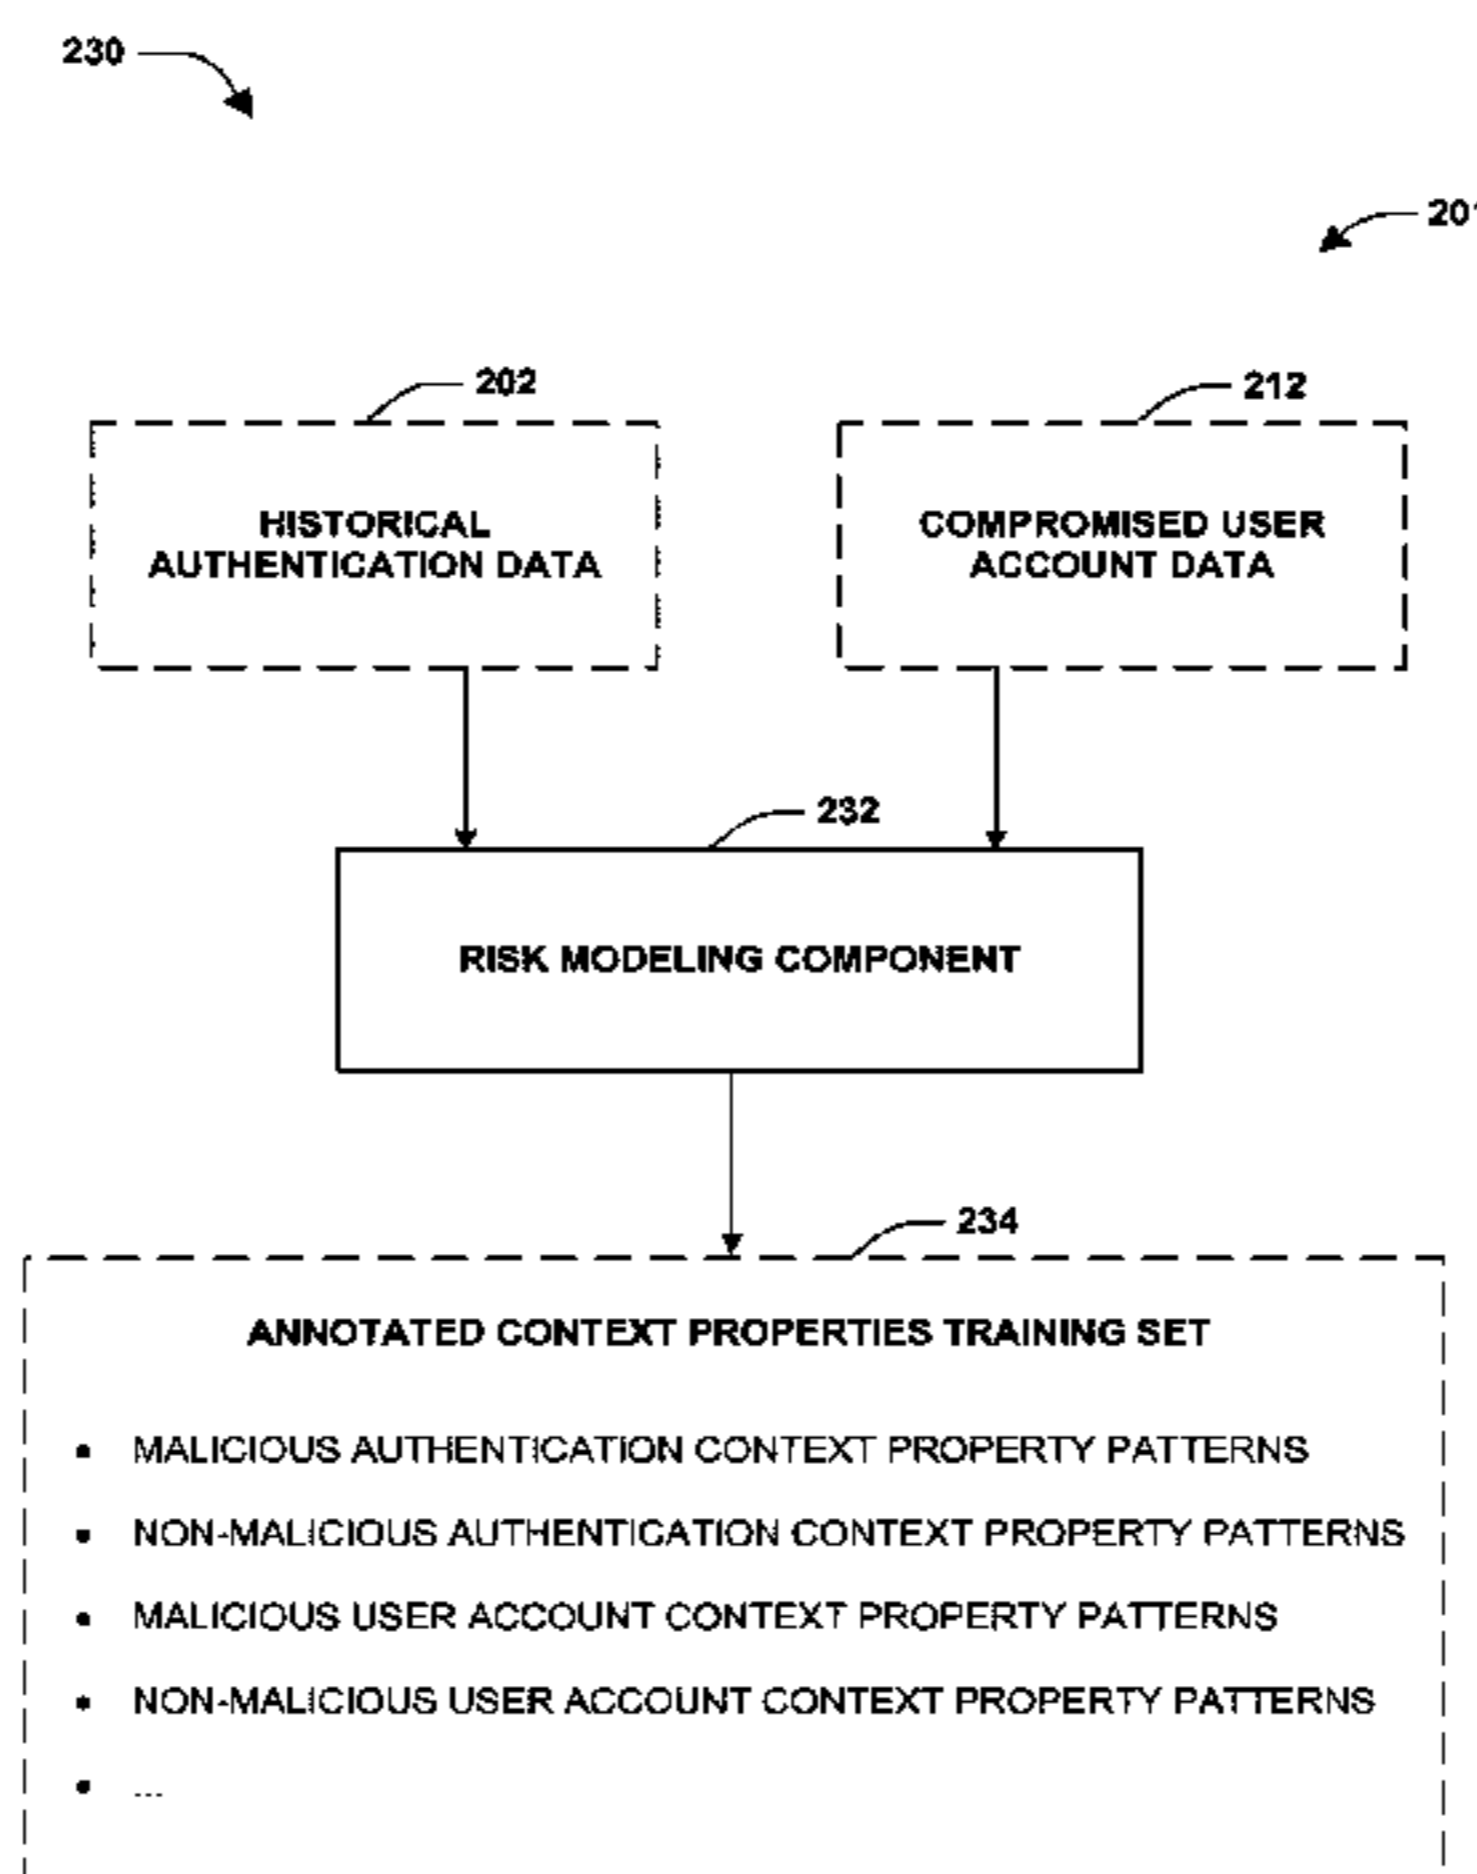 230
202
212
HISTORICAL
AUTHENTICATION DATA
COMPROMISED USER
ACCOUNT DATA
232
RISK MODELING COMPONENT
234
ANNOTATED CONTEXT PROPERTIES TRAINING SET
• MALICIOUS AUTHENTICATION CONTEXT PROPERTY PATTERNS
• NON-MALICIOUS AUTHENTICATION CONTEXT PROPERTY PATTERNS
• MALICIOUS USER ACCOUNT CONTEXT PROPERTY PATTERNS
• NON-MALICIOUS USER ACCOUNT CONTEXT PROPERTY PATTERNS
• ...